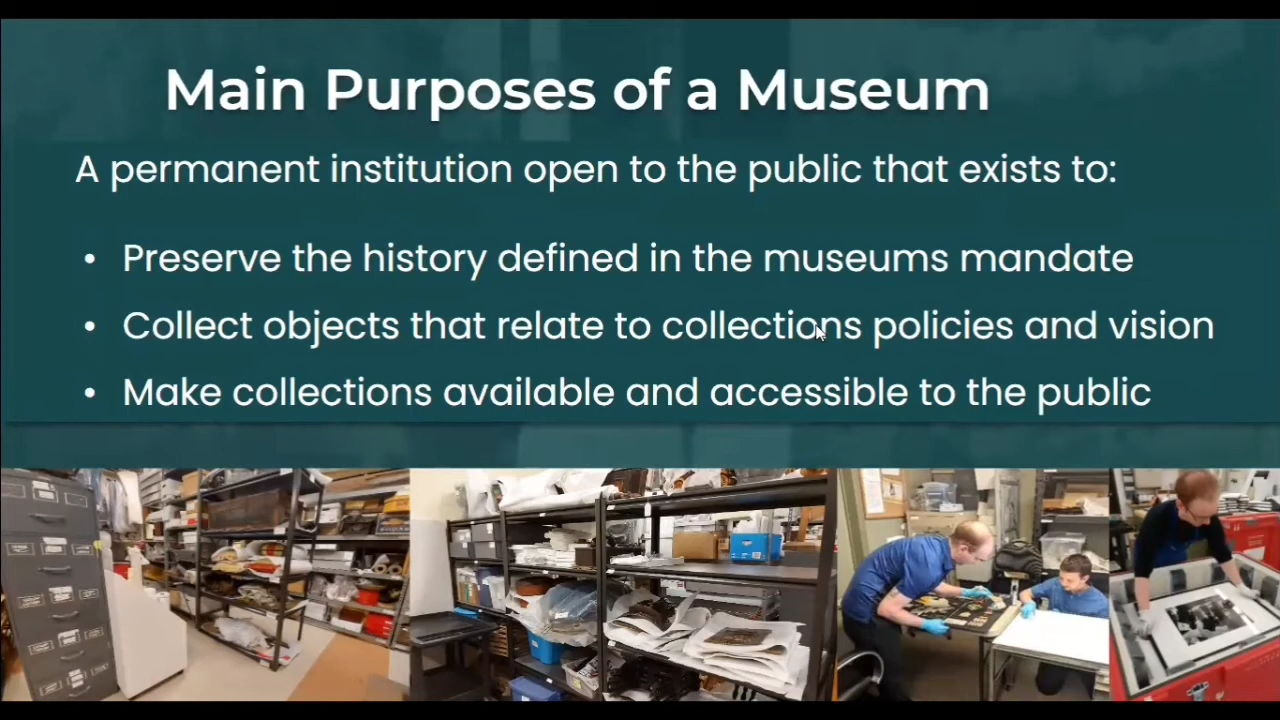 Main Purposes of a Museum
A permanent institution open to the public that exists to:
• Preserve the history defined in the museums mandate
• Collect objects that relate to collections policies and vision
• Make collections available and accessible to the public